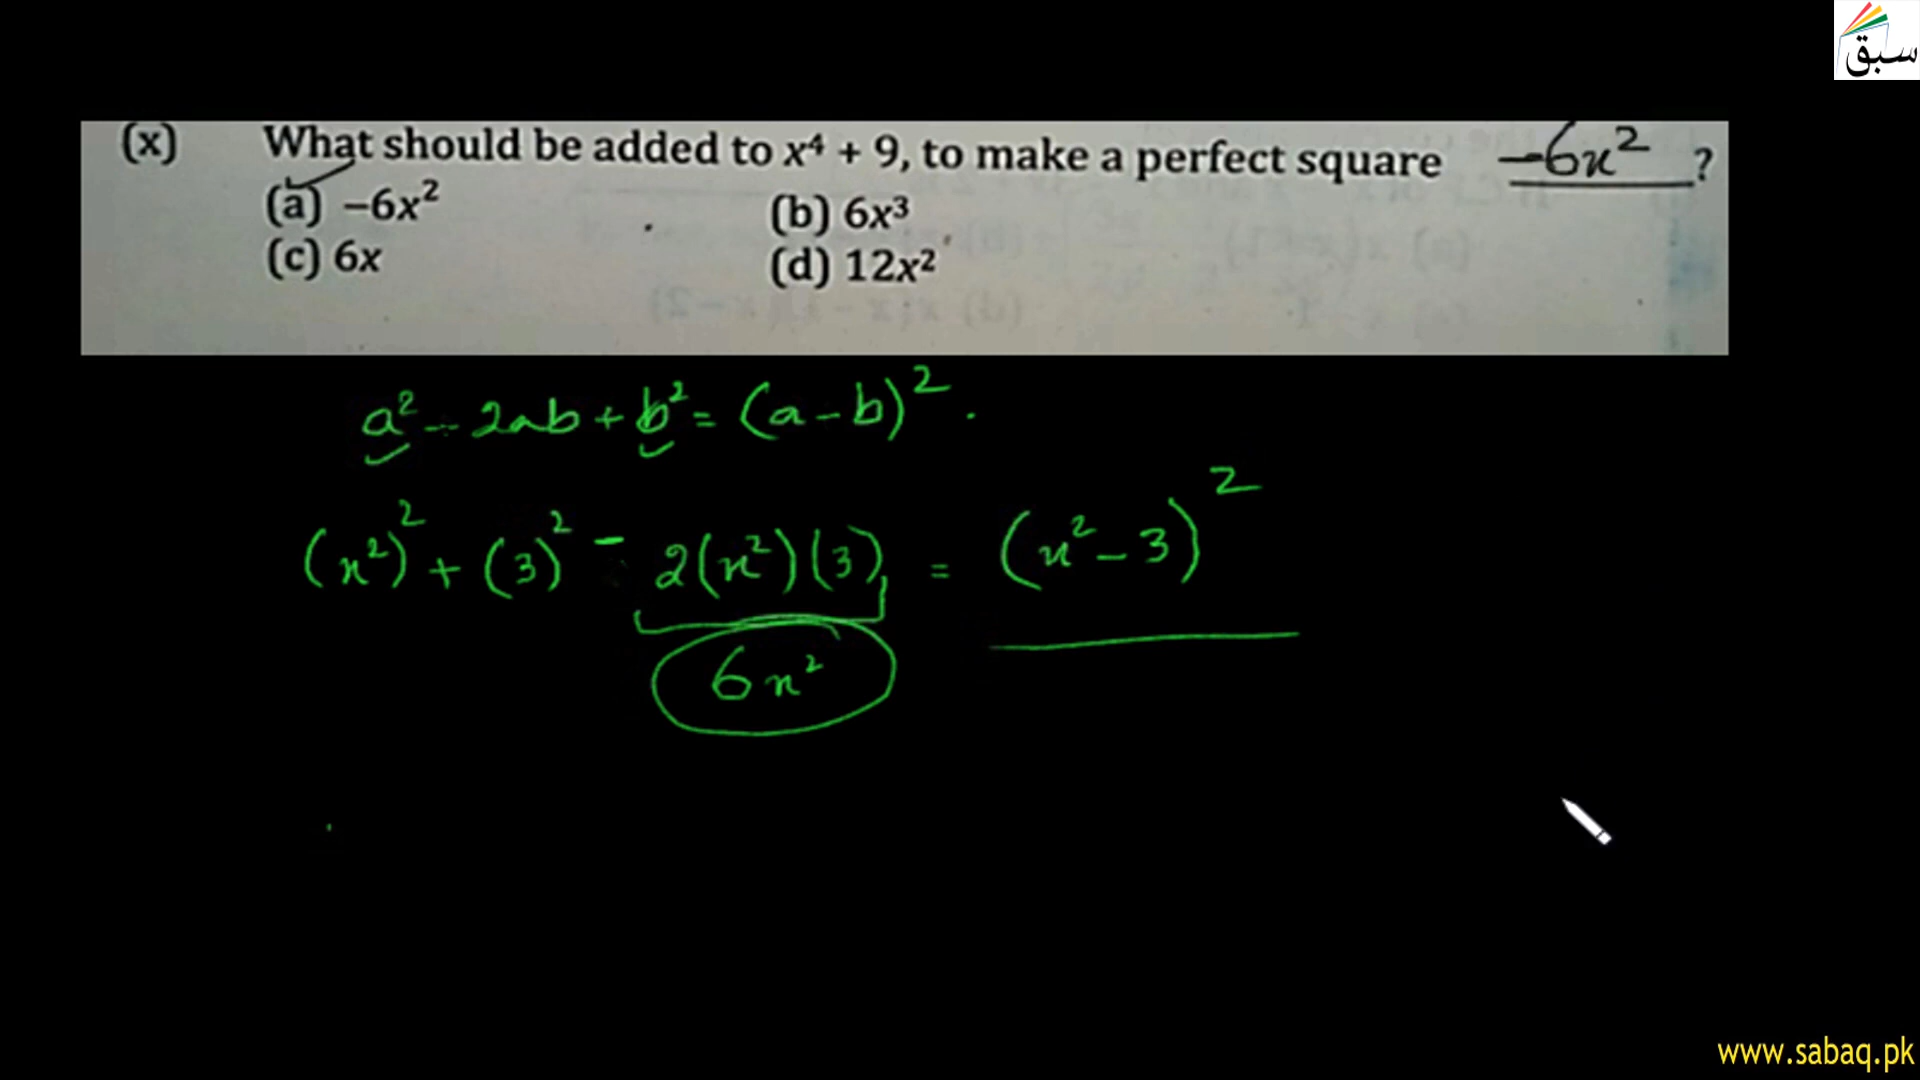 سبق
(x) What should be added to x⁴ + 9, to make a perfect square −6x² ?
(a) −6x² (b) 6x³
(c) 6x (d) 12x²
a² − 2ab + b² = (a − b)².
(x²)² + (3)² − 2(x²)(3) = (x² − 3)²
6x²
www.sabaq.pk